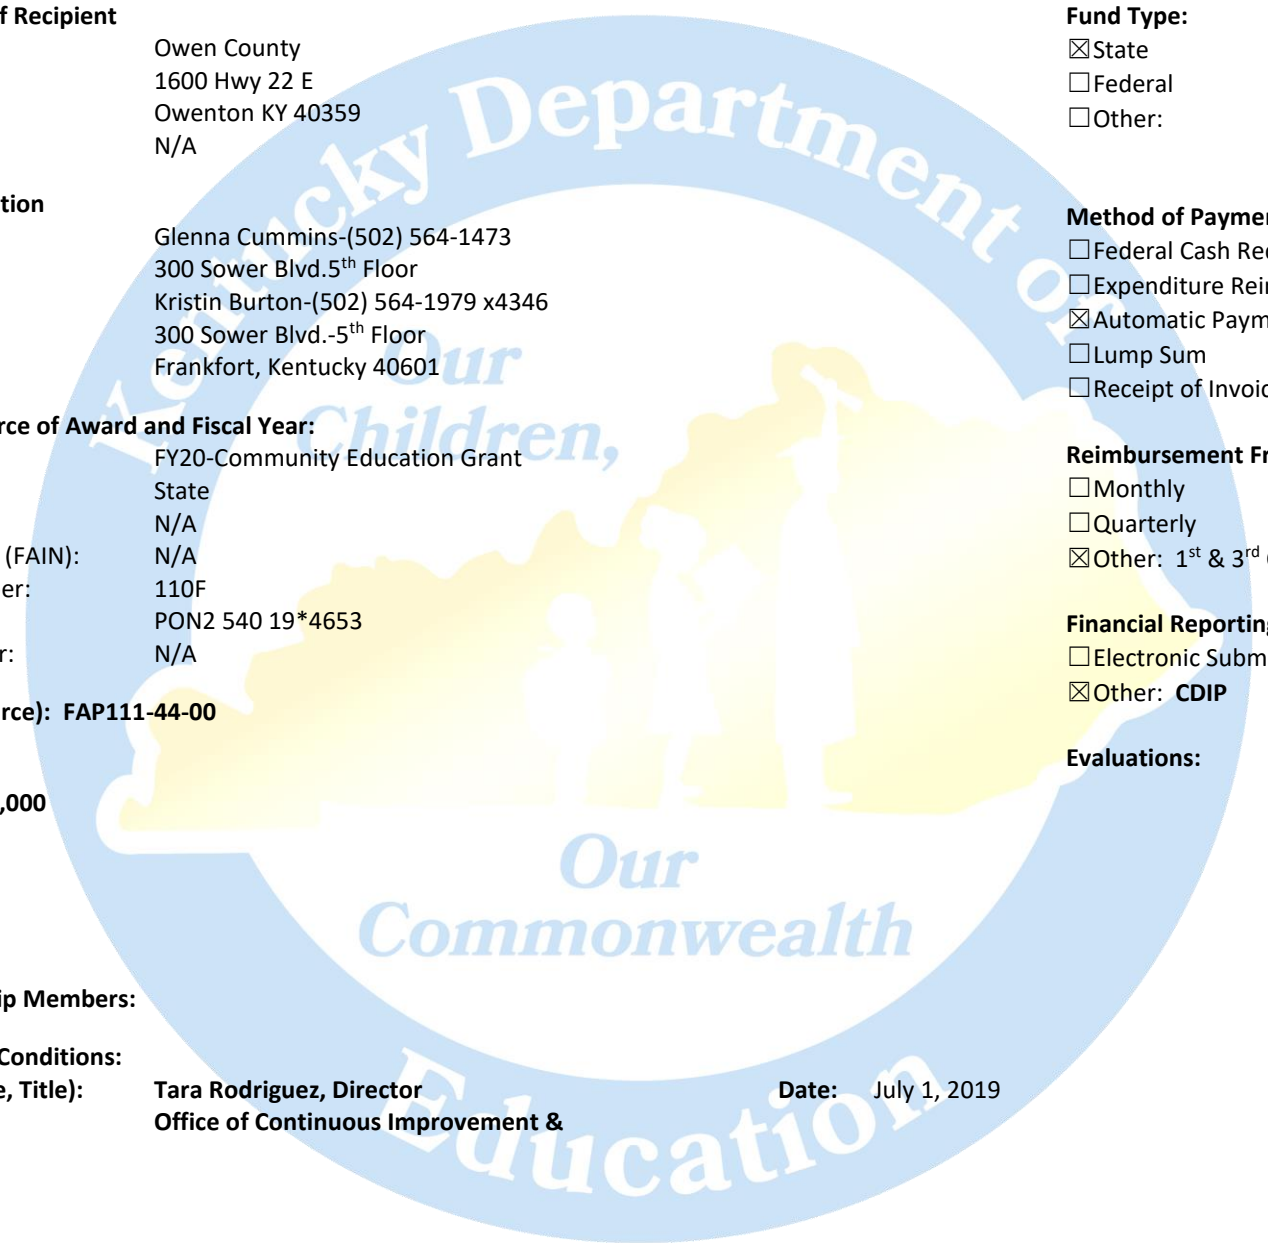 f Recipient
Owen County
1600 Hwy 22 E
Owenton KY 40359
N/A
tion
Glenna Cummins-(502) 564-1473
300 Sower Blvd.5th Floor
Kristin Burton-(502) 564-1979 x4346
300 Sower Blvd.-5th Floor
Frankfort, Kentucky 40601
rce of Award and Fiscal Year:
FY20-Community Education Grant
State
N/A
(FAIN): N/A
er: 110F
PON2 540 19*4653
r: N/A
rce): FAP111-44-00
,000
ip Members:
Conditions:
e, Title): Tara Rodriguez, Director Date: July 1, 2019
Office of Continuous Improvement &
Fund Type:
☒State
☐Federal
☐Other:
Method of Paymen
☐Federal Cash Rec
☐Expenditure Rei
☒Automatic Paym
☐Lump Sum
☐Receipt of Invoic
Reimbursement Fr
☐Monthly
☐Quarterly
☒Other: 1st & 3rd
Financial Reporting
☐Electronic Subm
☒Other: CDIP
Evaluations:
Kentucky Department of
Education
Our
Children,
Our
Commonwealth